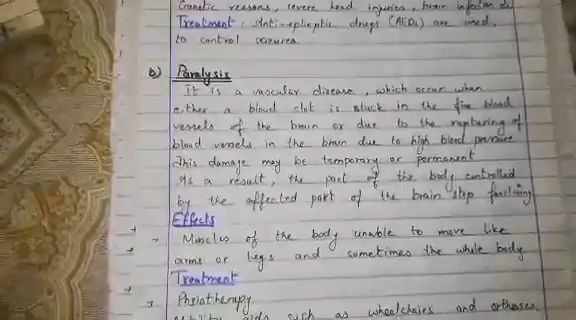 Genetic reasons, severe head injuries, brain infection etc
Treatment: Anti-epileptic drugs (AEDs) are used
to control seizures.
b) Paralysis
It is a vascular disease, which occur when
either a blood clot is stuck in the fine blood
vessels of the brain or due to the rupturing of
blood vessels in the brain due to high blood pressure
This damage may be temporary or permanent
As a result, the part of the body controlled
by the affected part of the brain stop functioning
Effects
→ Muscles of the body unable to move like
arms or legs and sometimes the whole body
Treatment
→ Physiotherapy
Mobility aids such as wheelchairs and orthoses